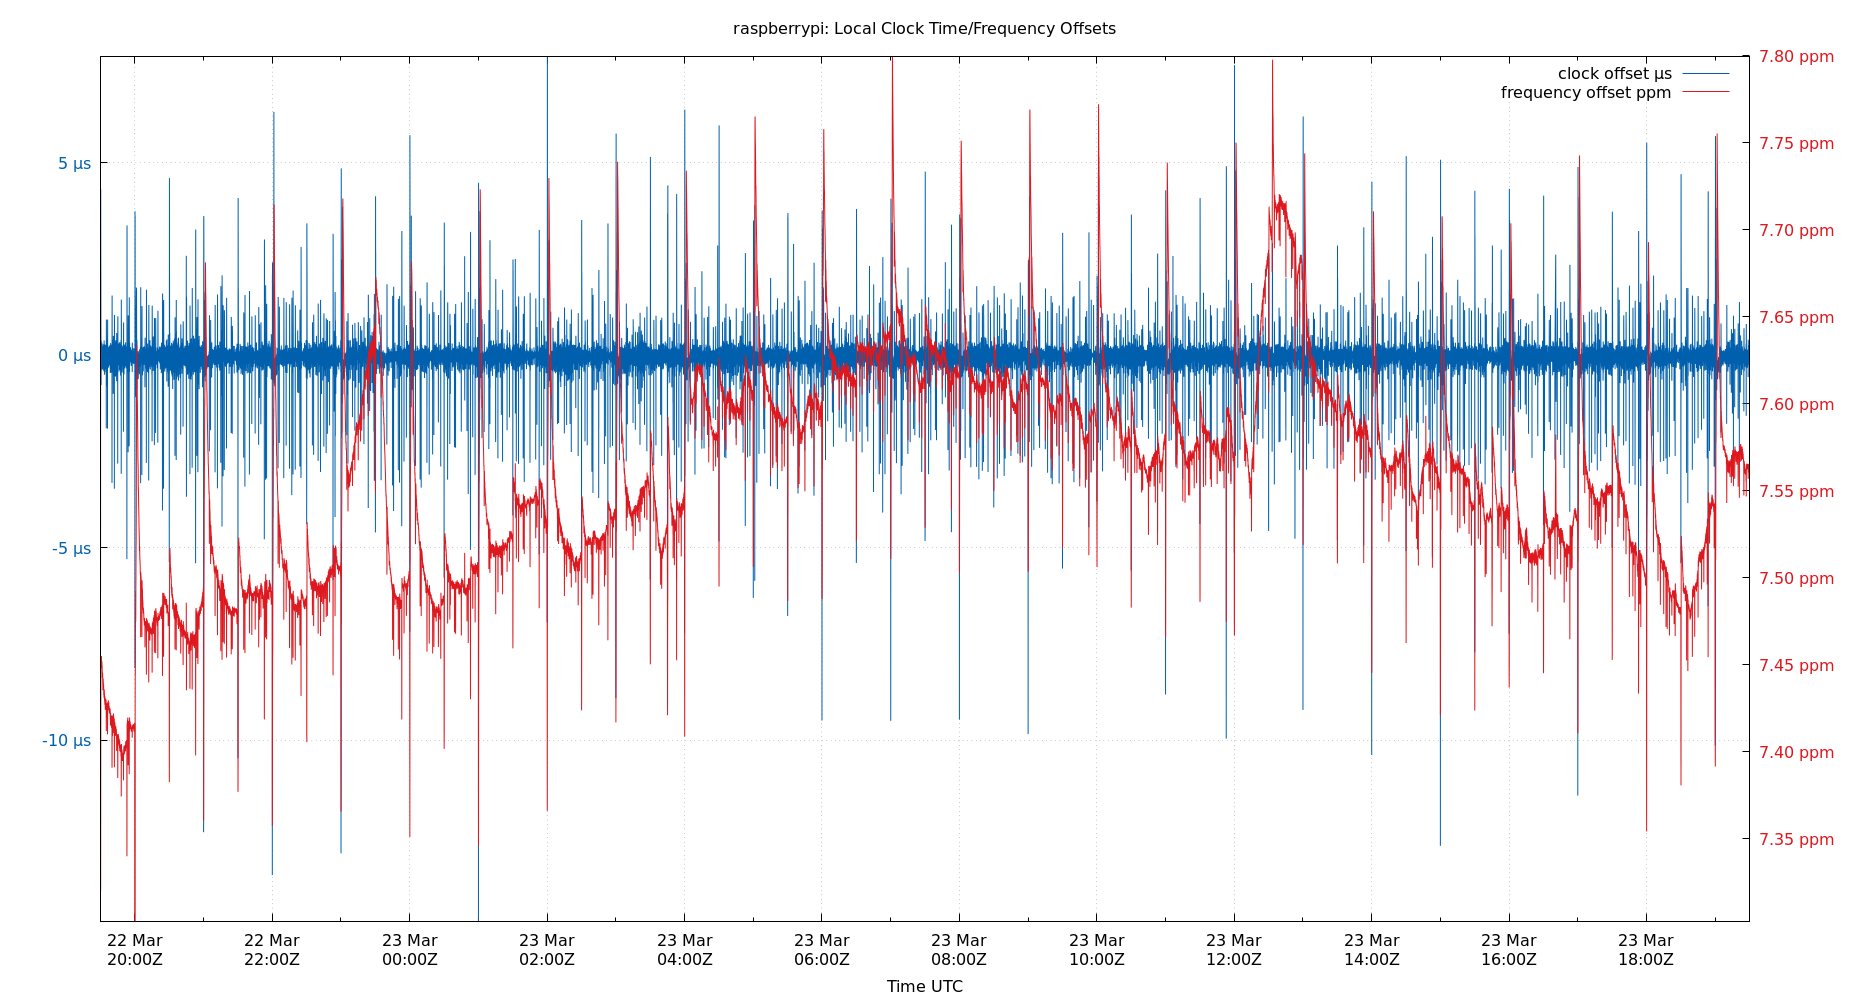 raspberrypi: Local Clock Time/Frequency Offsets
clock offset µs
frequency offset ppm
5 µs
0 µs
-5 µs
-10 µs
7.80 ppm
7.75 ppm
7.70 ppm
7.65 ppm
7.60 ppm
7.55 ppm
7.50 ppm
7.45 ppm
7.40 ppm
7.35 ppm
22 Mar 22 Mar 23 Mar 23 Mar 23 Mar 23 Mar 23 Mar 23 Mar 23 Mar 23 Mar 23 Mar 23 Mar
20:00Z 22:00Z 00:00Z 02:00Z 04:00Z 06:00Z 08:00Z 10:00Z 12:00Z 14:00Z 16:00Z 18:00Z
Time UTC